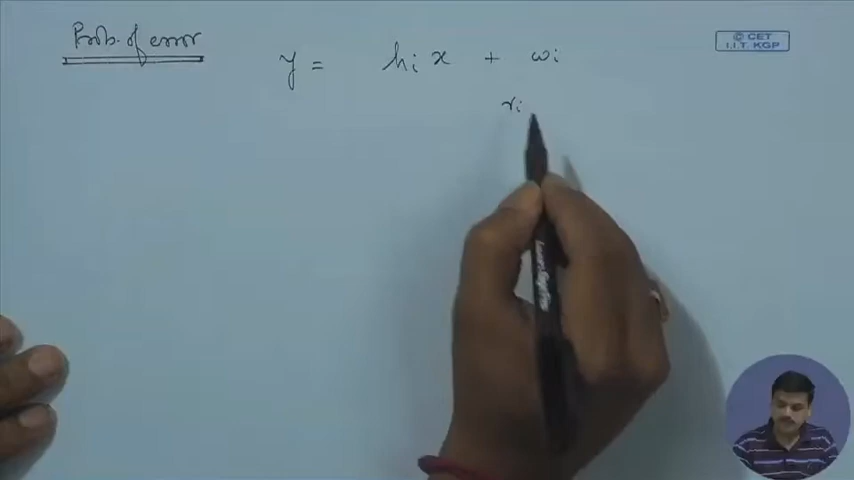 Prob. of error
y = hi x + wi
ri
© CET
I.I.T. KGP